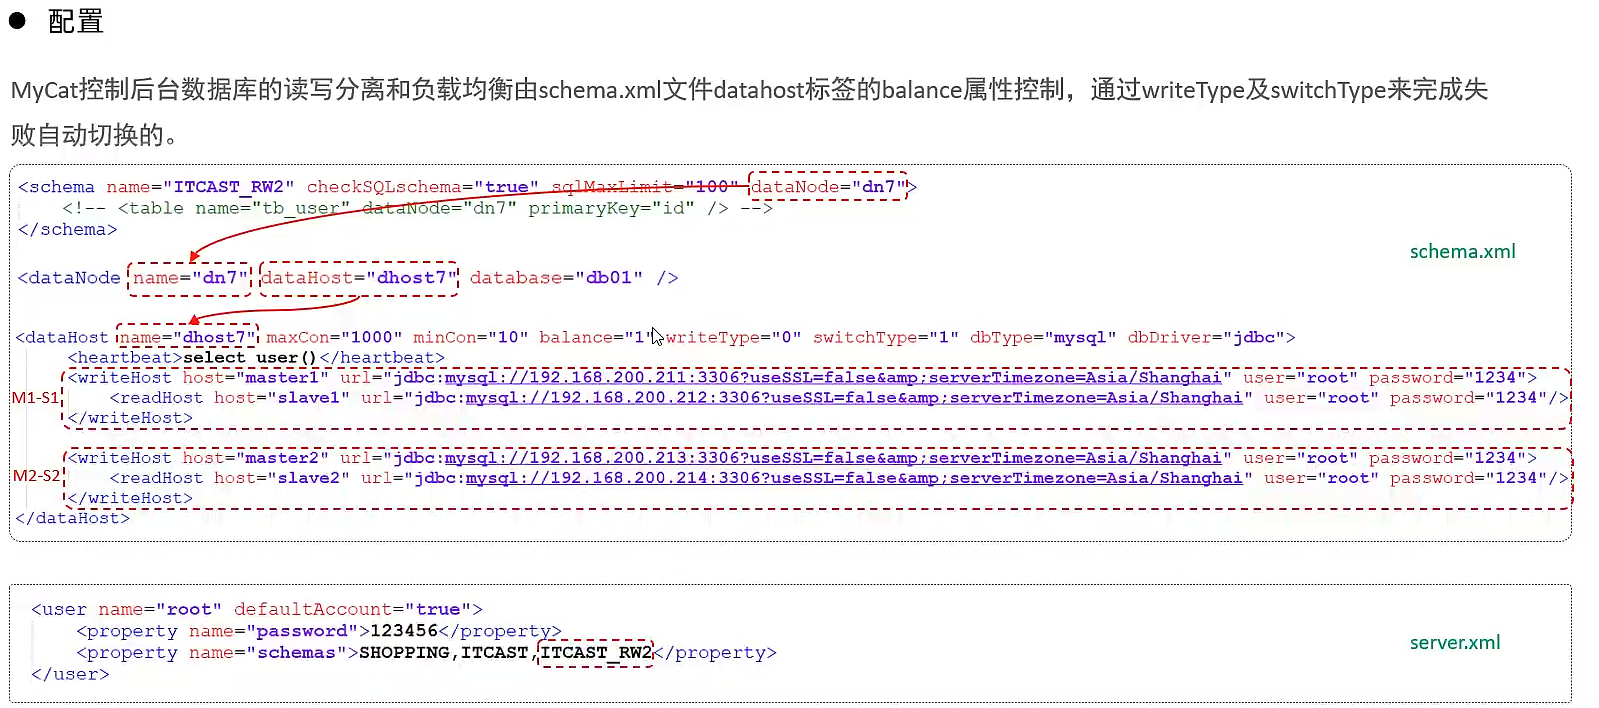 ● 配置
MyCat控制后台数据库的读写分离和负载均衡由schema.xml文件datahost标签的balance属性控制，通过writeType及switchType来完成失
败自动切换的。
<schema name="ITCAST_RW2" checkSQLschema="true" sqlMaxLimit="100" dataNode="dn7">
<!-- <table name="tb_user" dataNode="dn7" primaryKey="id" /> -->
</schema>
schema.xml
<dataNode name="dn7" dataHost="dhost7" database="db01" />
<dataHost name="dhost7" maxCon="1000" minCon="10" balance="1" writeType="0" switchType="1" dbType="mysql" dbDriver="jdbc">
<heartbeat>select user()</heartbeat>
<writeHost host="master1" url="jdbc:mysql://192.168.200.211:3306?useSSL=false&amp;serverTimezone=Asia/Shanghai" user="root" password="1234">
M1-S1 <readHost host="slave1" url="jdbc:mysql://192.168.200.212:3306?useSSL=false&amp;serverTimezone=Asia/Shanghai" user="root" password="1234"/>
</writeHost>
<writeHost host="master2" url="jdbc:mysql://192.168.200.213:3306?useSSL=false&amp;serverTimezone=Asia/Shanghai" user="root" password="1234">
M2-S2 <readHost host="slave2" url="jdbc:mysql://192.168.200.214:3306?useSSL=false&amp;serverTimezone=Asia/Shanghai" user="root" password="1234"/>
</writeHost>
</dataHost>
<user name="root" defaultAccount="true">
<property name="password">123456</property>
<property name="schemas">SHOPPING,ITCAST,ITCAST_RW2</property>
</user>
server.xml